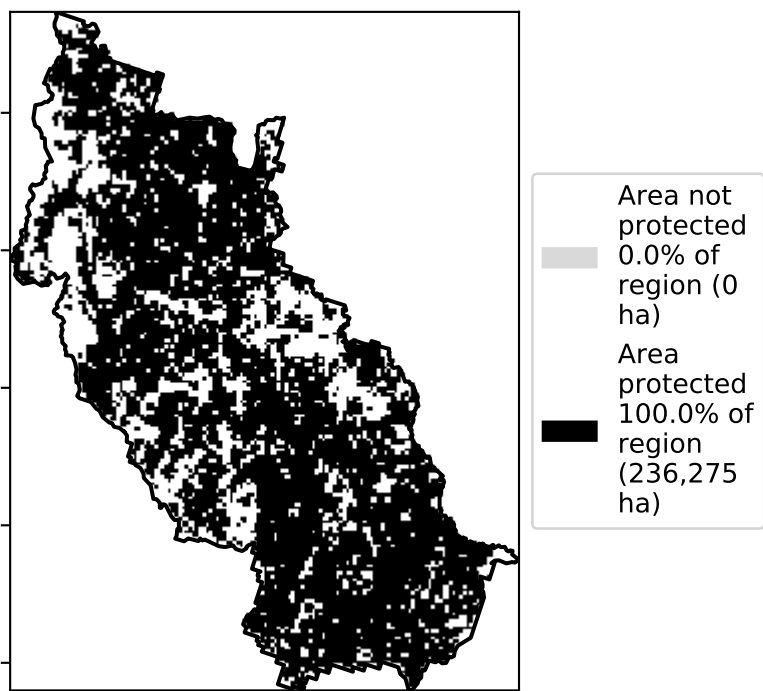 Area not
protected
0.0% of
region (0
ha)
Area
protected
100.0% of
region
(236,275
ha)